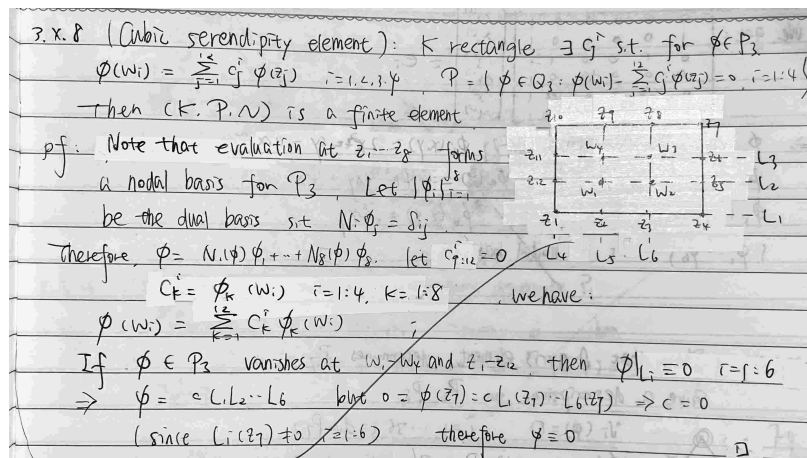 3.x.8 (Cubic serendipity element): K rectangle ∃ c_j^i s.t. for ϕ∈P_3
ϕ(w_i) = Σ_{j=1}^{12} c_j^i ϕ(z_j) i=1,2,3,4 P = { ϕ∈Q_3: ϕ(w_i) - Σ_{j=1}^{12} c_j^i ϕ(z_j) = 0, i=1:4 }
Then (K, P, N) is a finite element.
z_10 z_9 z_8 z_7
z_11 w_4 w_3 z_6 L_3
z_12 w_1 w_2 z_5 L_2
z_1 z_2 z_3 z_4 L_1
L_4 L_5 L_6
pf: Note that evaluation at z_1 - z_8 forms
a nodal basis for P_3. Let {ϕ_i}_{i=1}^8
be the dual basis s.t. N_i ϕ_j = δ_ij
Therefore, ϕ = N_1(ϕ) ϕ_1 + ⋯ + N_8(ϕ) ϕ_8. let c_{9:12}^i = 0
C_k^i = ϕ_k(w_i) i=1:4, k=1:8, we have:
ϕ(w_i) = Σ_{k=1}^{12} C_k^i ϕ_k(w_i) ;
If ϕ ∈ P_3 vanishes at w_1-w_4 and z_1-z_12, then ϕ|_{L_i} ≡ 0 i=1:6
⇒ ϕ = c L_1 L_2 ⋯ L_6 but 0 = ϕ(z_7) = c L_1(z_7) ⋯ L_6(z_7) ⇒ c = 0
(since L_i(z_7) ≠ 0 i=1:6) therefore ϕ ≡ 0 □